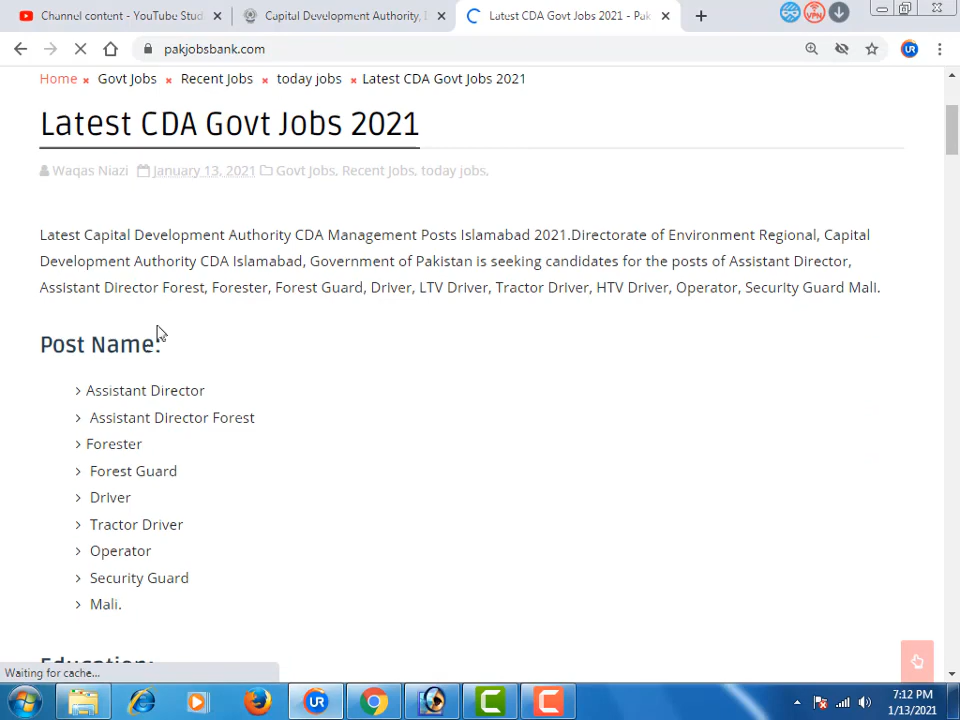 Channel content - YouTube Stud
Capital Development Authority, I
Latest CDA Govt Jobs 2021 - Pak
pakjobsbank.com
Home × Govt Jobs × Recent Jobs × today jobs × Latest CDA Govt Jobs 2021
Latest CDA Govt Jobs 2021
Waqas Niazi January 13, 2021 Govt Jobs, Recent Jobs, today jobs,
Latest Capital Development Authority CDA Management Posts Islamabad 2021.Directorate of Environment Regional, Capital
Development Authority CDA Islamabad, Government of Pakistan is seeking candidates for the posts of Assistant Director,
Assistant Director Forest, Forester, Forest Guard, Driver, LTV Driver, Tractor Driver, HTV Driver, Operator, Security Guard Mali.
Post Name:
> Assistant Director
> Assistant Director Forest
> Forester
> Forest Guard
> Driver
> Tractor Driver
> Operator
> Security Guard
> Mali.
Education:
Waiting for cache...
7:12 PM
1/13/2021